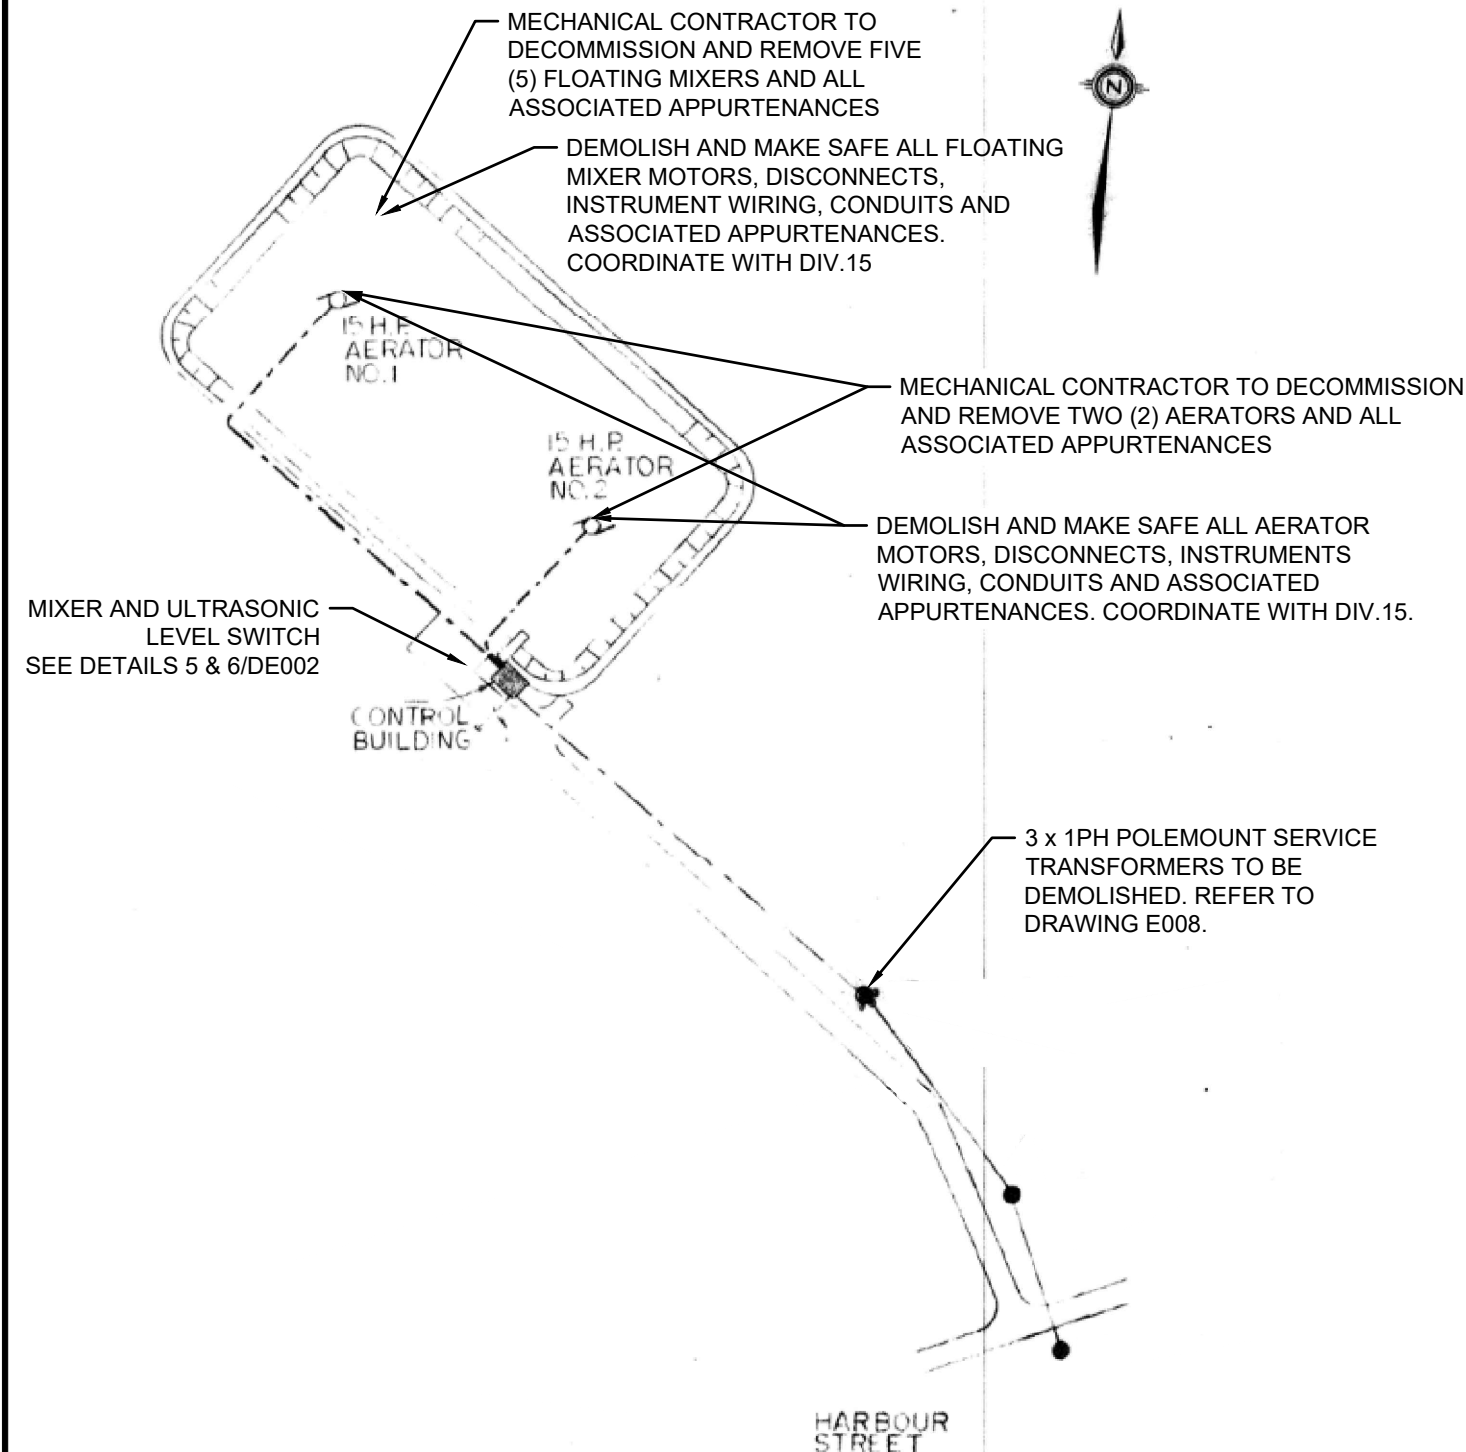 MECHANICAL CONTRACTOR TO
DECOMMISSION AND REMOVE FIVE
(5) FLOATING MIXERS AND ALL
ASSOCIATED APPURTENANCES
N
DEMOLISH AND MAKE SAFE ALL FLOATING
MIXER MOTORS, DISCONNECTS,
INSTRUMENT WIRING, CONDUITS AND
ASSOCIATED APPURTENANCES.
COORDINATE WITH DIV.15
15 H.P.
AERATOR
NO.1
MECHANICAL CONTRACTOR TO DECOMMISSION
AND REMOVE TWO (2) AERATORS AND ALL
ASSOCIATED APPURTENANCES
15 H.P.
AERATOR
NO.2
DEMOLISH AND MAKE SAFE ALL AERATOR
MOTORS, DISCONNECTS, INSTRUMENTS
WIRING, CONDUITS AND ASSOCIATED
APPURTENANCES. COORDINATE WITH DIV.15.
MIXER AND ULTRASONIC
LEVEL SWITCH
SEE DETAILS 5 & 6/DE002
CONTROL
BUILDING
3 x 1PH POLEMOUNT SERVICE
TRANSFORMERS TO BE
DEMOLISHED. REFER TO
DRAWING E008.
HARBOUR
STREET